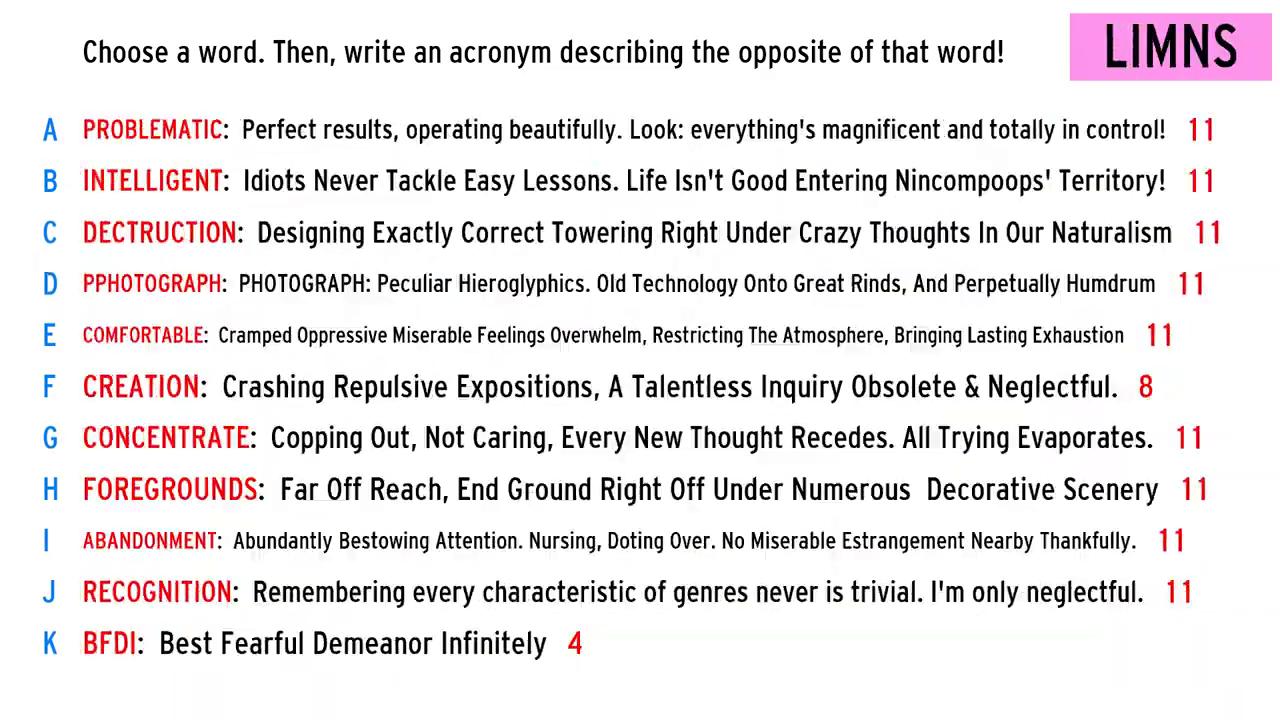 Choose a word. Then, write an acronym describing the opposite of that word!
LIMNS
A PROBLEMATIC: Perfect results, operating beautifully. Look: everything's magnificent and totally in control! 11
B INTELLIGENT: Idiots Never Tackle Easy Lessons. Life Isn't Good Entering Nincompoops' Territory! 11
C DECTRUCTION: Designing Exactly Correct Towering Right Under Crazy Thoughts In Our Naturalism 11
D PPHOTOGRAPH: PHOTOGRAPH: Peculiar Hieroglyphics. Old Technology Onto Great Rinds, And Perpetually Humdrum 11
E COMFORTABLE: Cramped Oppressive Miserable Feelings Overwhelm, Restricting The Atmosphere, Bringing Lasting Exhaustion 11
F CREATION: Crashing Repulsive Expositions, A Talentless Inquiry Obsolete & Neglectful. 8
G CONCENTRATE: Copping Out, Not Caring, Every New Thought Recedes. All Trying Evaporates. 11
H FOREGROUNDS: Far Off Reach, End Ground Right Off Under Numerous Decorative Scenery 11
I ABANDONMENT: Abundantly Bestowing Attention. Nursing, Doting Over. No Miserable Estrangement Nearby Thankfully. 11
J RECOGNITION: Remembering every characteristic of genres never is trivial. I'm only neglectful. 11
K BFDI: Best Fearful Demeanor Infinitely 4